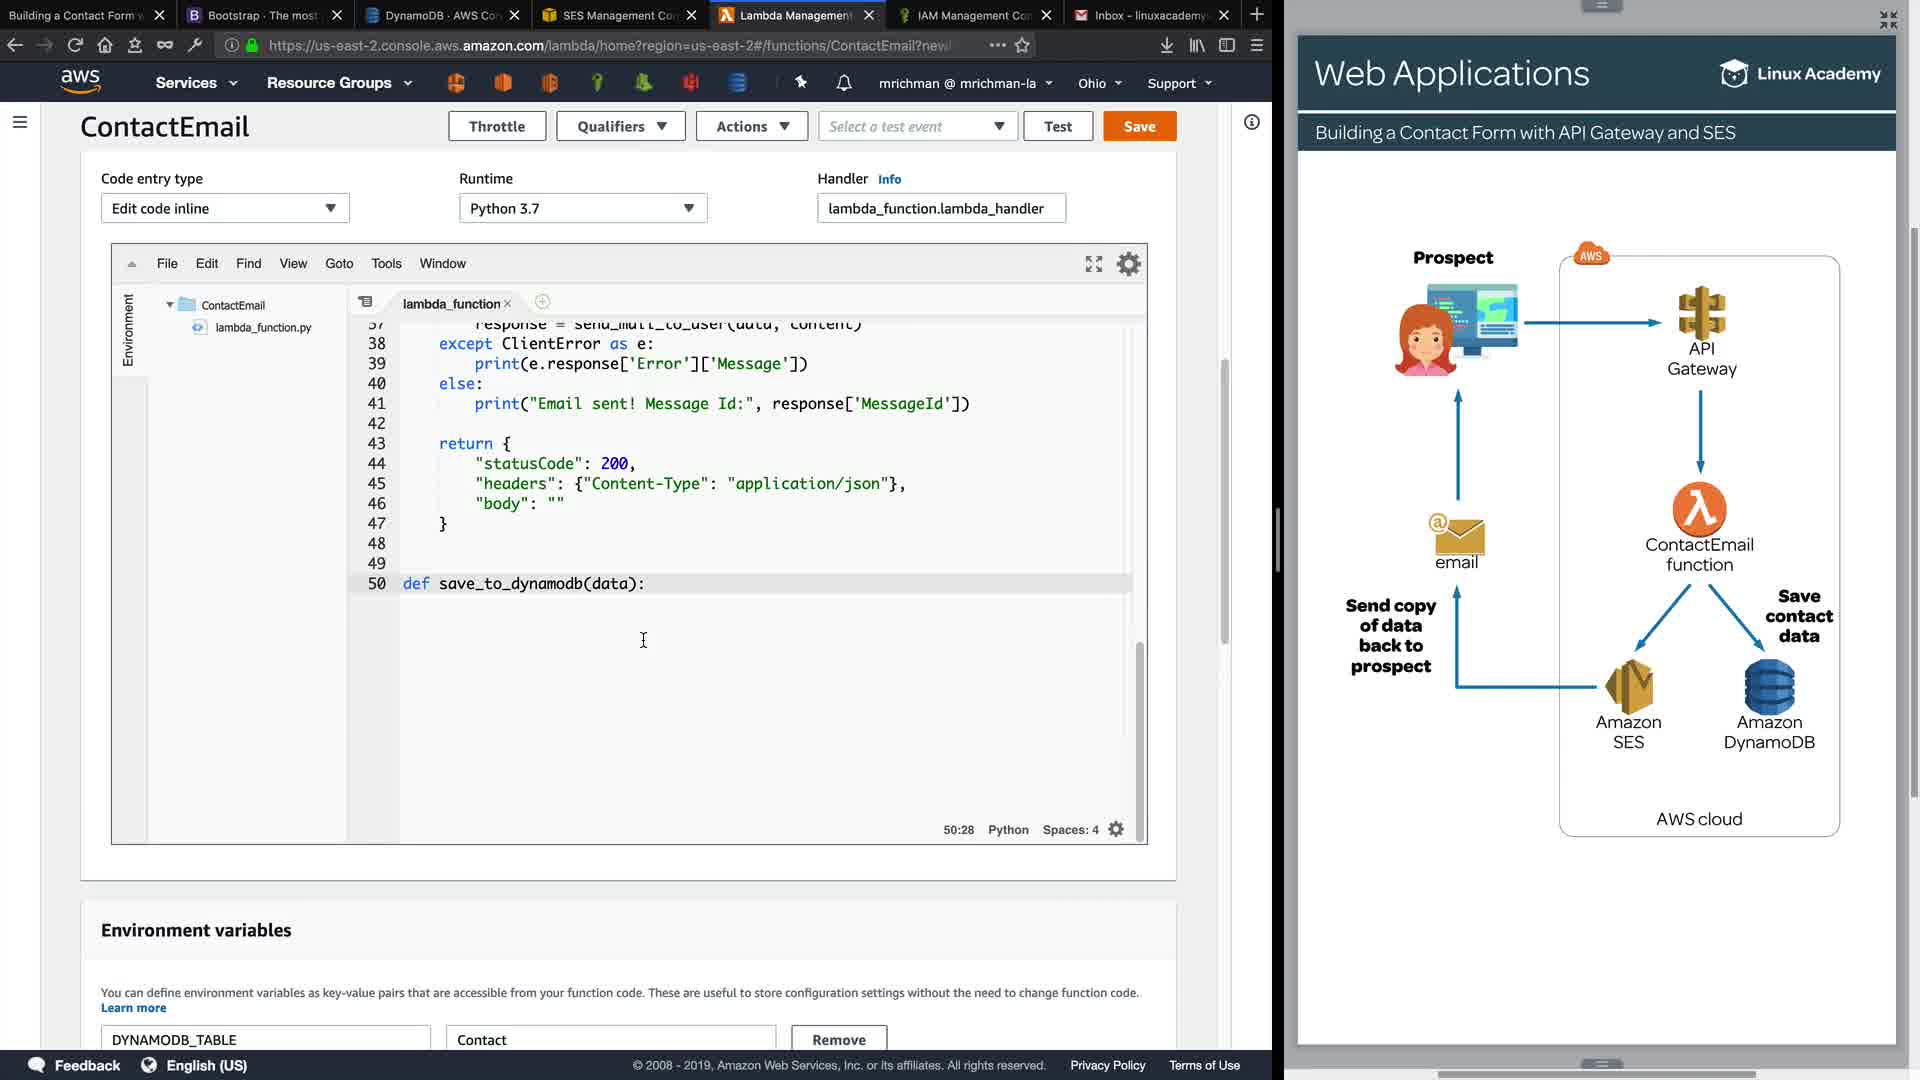 Building a Contact Form
Bootstrap · The most
DynamoDB · AWS Con
SES Management Con
Lambda Management
IAM Management Con
Inbox – linuxacademy
https://us-east-2.console.aws.amazon.com/lambda/home?region=us-east-2#/functions/ContactEmail?new
aws
Services
Resource Groups
mrichman @ mrichman-la
Ohio
Support
ContactEmail
Throttle
Qualifiers
Actions
Select a test event
Test
Save
Code entry type
Runtime
Handler Info
Edit code inline
Python 3.7
lambda_function.lambda_handler
File Edit Find View Goto Tools Window
Environment
ContactEmail
lambda_function.py
lambda_function
37 response = send_mail_to_user(data, content)
38 except ClientError as e:
39 print(e.response['Error']['Message'])
40 else:
41 print("Email sent! Message Id:", response['MessageId'])
42
43 return {
44 "statusCode": 200,
45 "headers": {"Content-Type": "application/json"},
46 "body": ""
47 }
48
49
50 def save_to_dynamodb(data):
50:28 Python Spaces: 4
Environment variables
You can define environment variables as key-value pairs that are accessible from your function code. These are useful to store configuration settings without the need to change function code.
Learn more
DYNAMODB_TABLE
Contact
Remove
Feedback
English (US)
© 2008 - 2019, Amazon Web Services, Inc. or its affiliates. All rights reserved.
Privacy Policy
Terms of Use
Web Applications
Linux Academy
Building a Contact Form with API Gateway and SES
Prospect
AWS
API
Gateway
ContactEmail
function
email
Send copy
of data
back to
prospect
Save
contact
data
Amazon
SES
Amazon
DynamoDB
AWS cloud